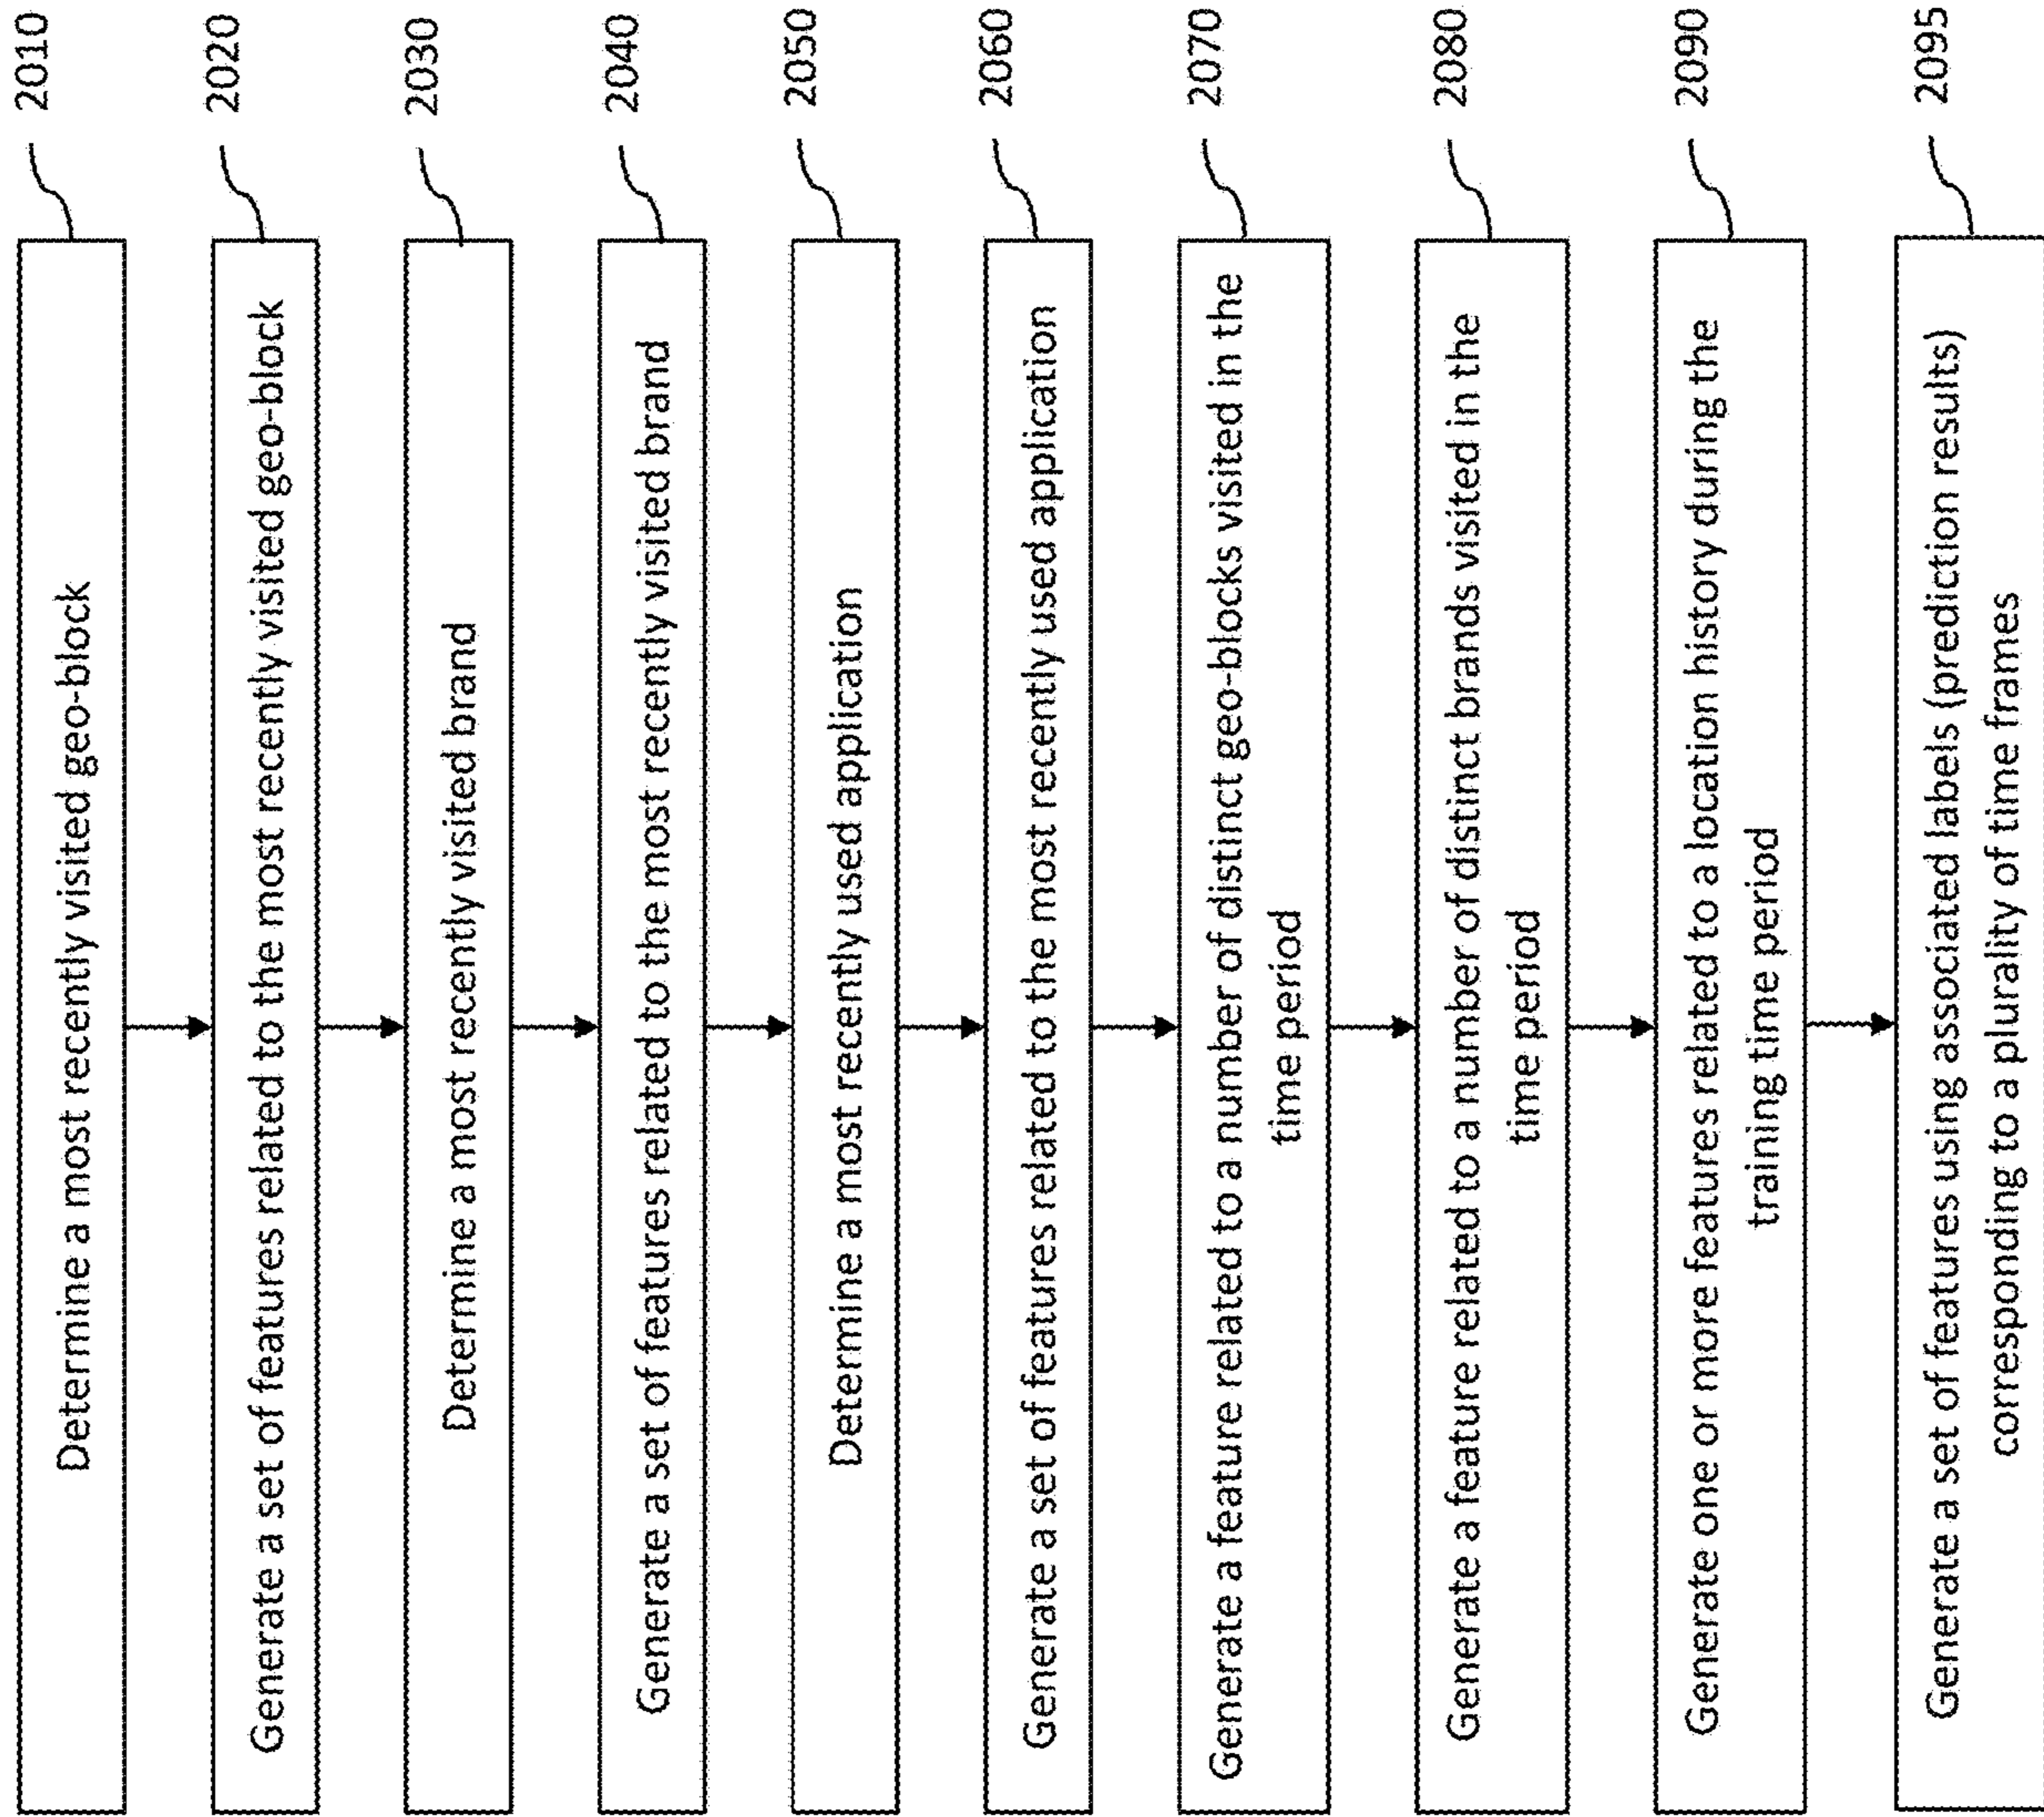 Determine a most recently visited geo-block
2010
Generate a set of features related to the most recently visited geo-block
2020
Determine a most recently visited brand
2030
Generate a set of features related to the most recently visited brand
2040
Determine a most recently used application
2050
Generate a set of features related to the most recently used application
2060
Generate a feature related to a number of distinct geo-blocks visited in the
time period
2070
Generate a feature related to a number of distinct brands visited in the
time period
2080
Generate one or more features related to a location history during the
training time period
2090
Generate a set of features using associated labels (prediction results)
corresponding to a plurality of time frames
2095